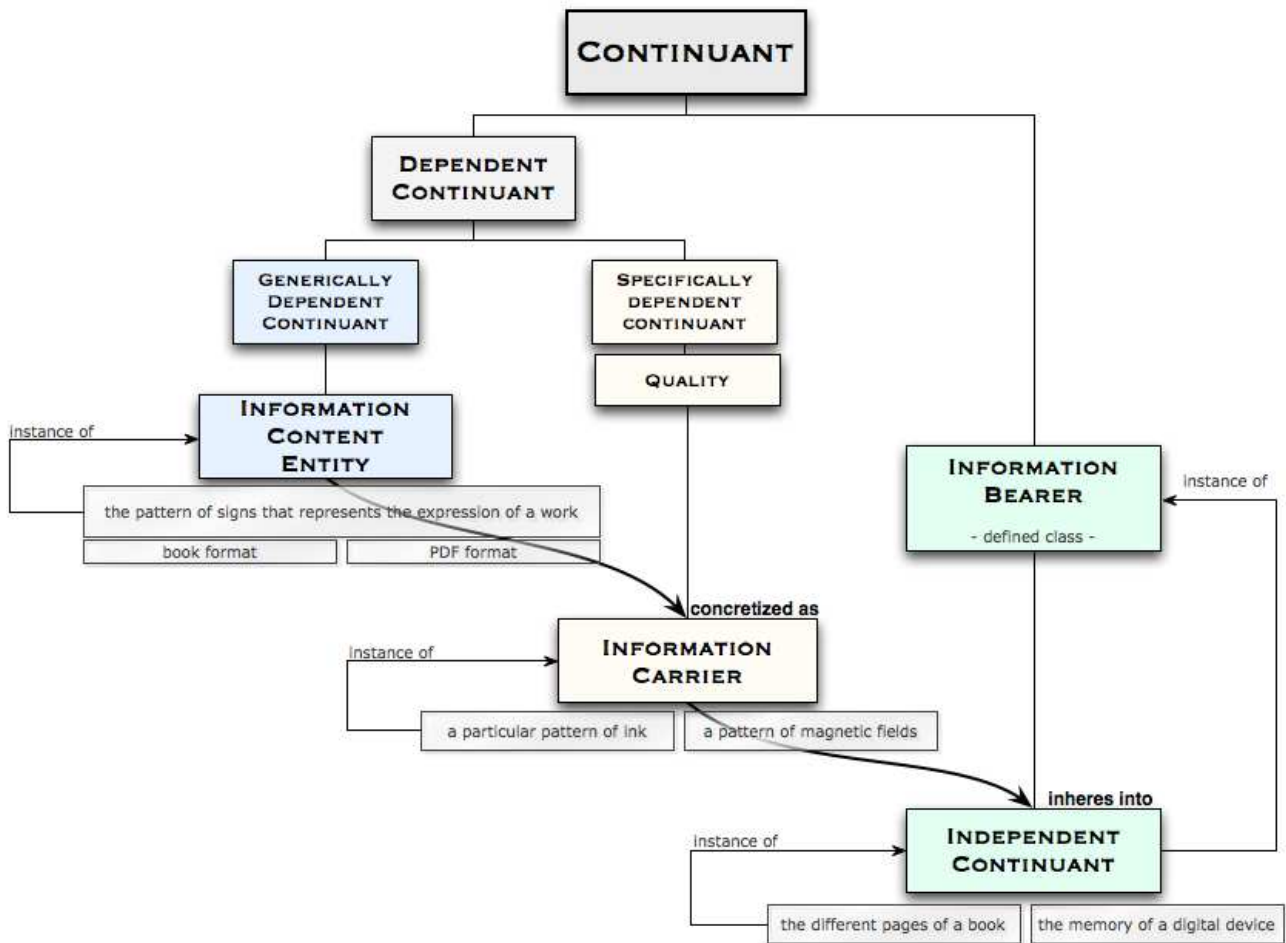 CONTINUANT
DEPENDENT
CONTINUANT
GENERICALLY
DEPENDENT
CONTINUANT
SPECIFICALLY
DEPENDENT
CONTINUANT
QUALITY
INFORMATION
CONTENT
ENTITY
instance of
the pattern of signs that represents the expression of a work
book format
PDF format
INFORMATION
BEARER
- defined class -
instance of
concretized as
INFORMATION
CARRIER
instance of
a particular pattern of ink
a pattern of magnetic fields
inheres into
INDEPENDENT
CONTINUANT
instance of
the different pages of a book
the memory of a digital device